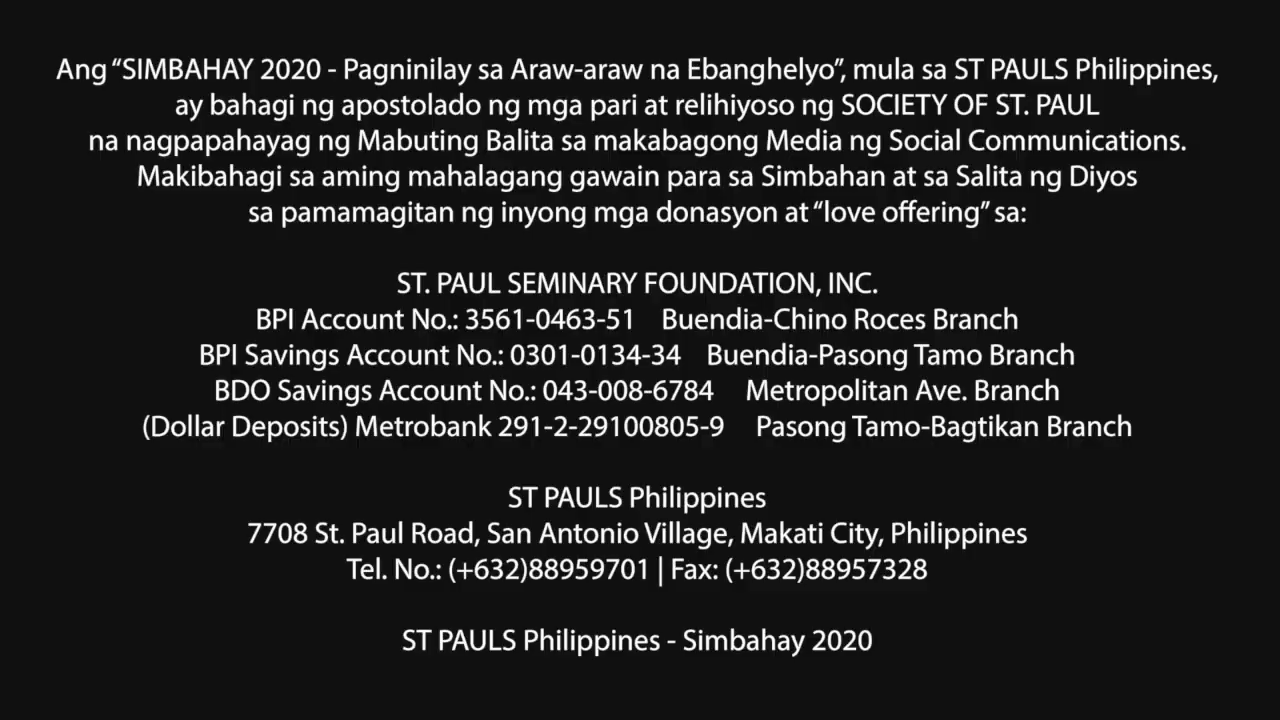 Ang “SIMBAHAY 2020 - Pagninilay sa Araw-araw na Ebanghelyo”, mula sa ST PAULS Philippines,
ay bahagi ng apostolado ng mga pari at relihiyoso ng SOCIETY OF ST. PAUL
na nagpapahayag ng Mabuting Balita sa makabagong Media ng Social Communications.
Makibahagi sa aming mahalagang gawain para sa Simbahan at sa Salita ng Diyos
sa pamamagitan ng inyong mga donasyon at “love offering” sa:
ST. PAUL SEMINARY FOUNDATION, INC.
BPI Account No.: 3561-0463-51 Buendia-Chino Roces Branch
BPI Savings Account No.: 0301-0134-34 Buendia-Pasong Tamo Branch
BDO Savings Account No.: 043-008-6784 Metropolitan Ave. Branch
(Dollar Deposits) Metrobank 291-2-29100805-9 Pasong Tamo-Bagtikan Branch
ST PAULS Philippines
7708 St. Paul Road, San Antonio Village, Makati City, Philippines
Tel. No.: (+632)88959701 | Fax: (+632)88957328
ST PAULS Philippines - Simbahay 2020